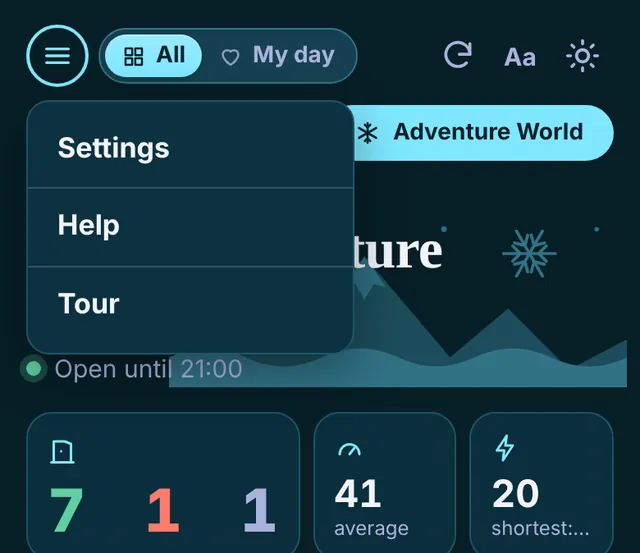 All My day Aa
Adventure World
Settings
Help
ture
Tour
Open until 21:00
7 1 1
41
average
20
shortest:...